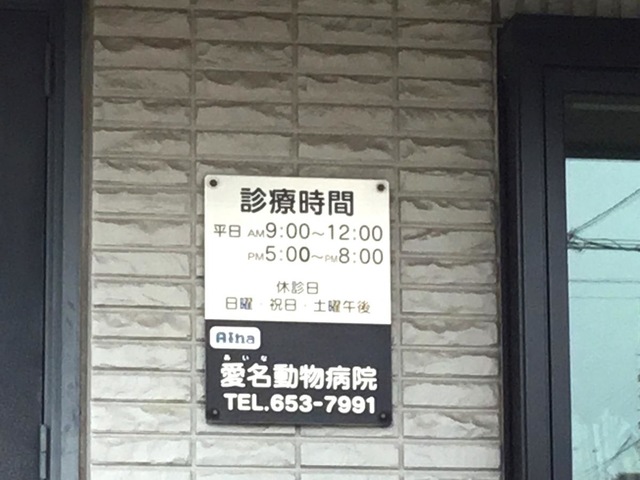 診療時間
平日 AM9:00～12:00
PM5:00～PM8:00
休診日
日曜・祝日・土曜午後
Aina
あいな
愛名動物病院
TEL.653-7991